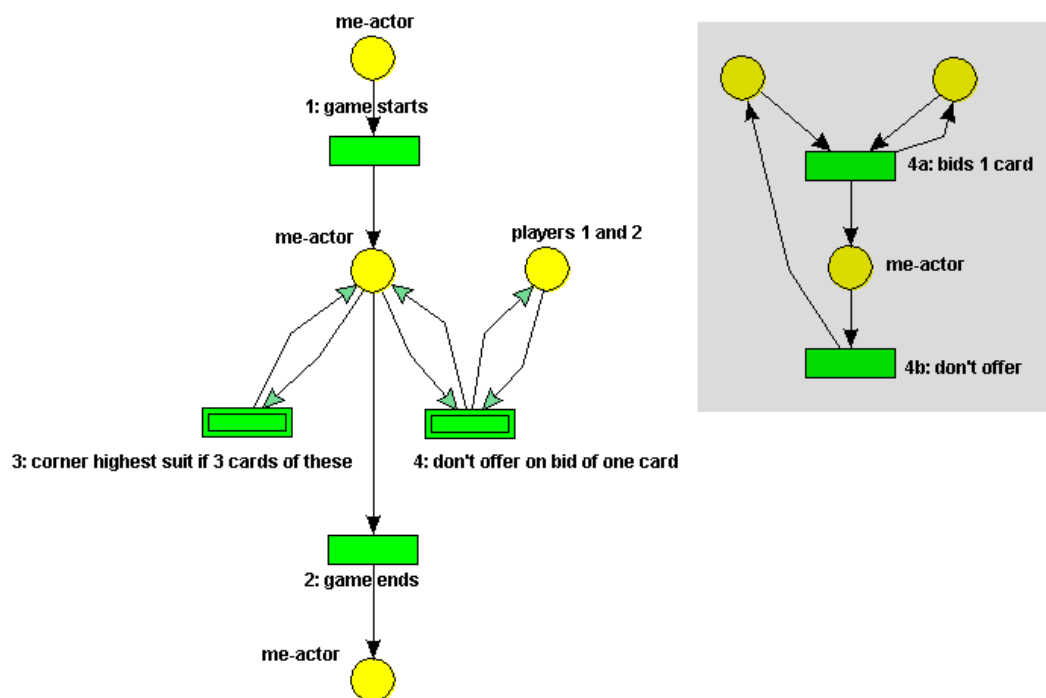 me-actor
1: game starts
me-actor
players 1 and 2
3: corner highest suit if 3 cards of these
4: don't offer on bid of one card
2: game ends
me-actor
4a: bids 1 card
me-actor
4b: don't offer